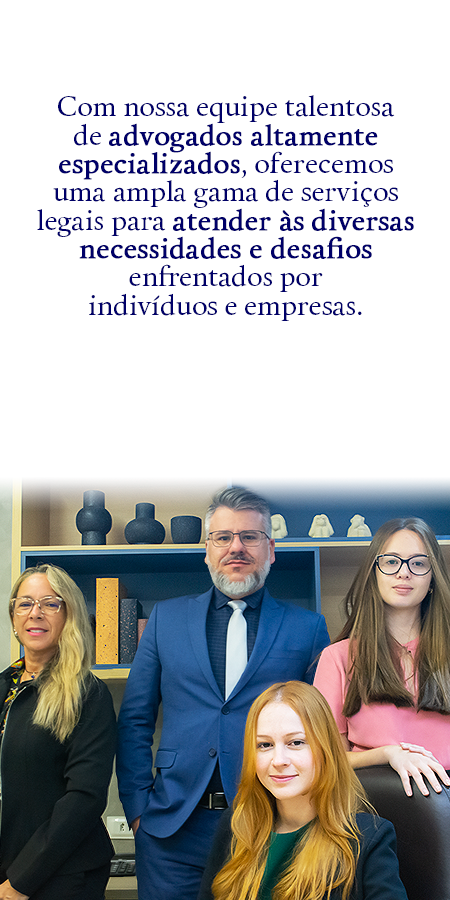 Com nossa equipe talentosa
de advogados altamente
especializados, oferecemos
uma ampla gama de serviços
legais para atender às diversas
necessidades e desafios
enfrentados por
indivíduos e empresas.